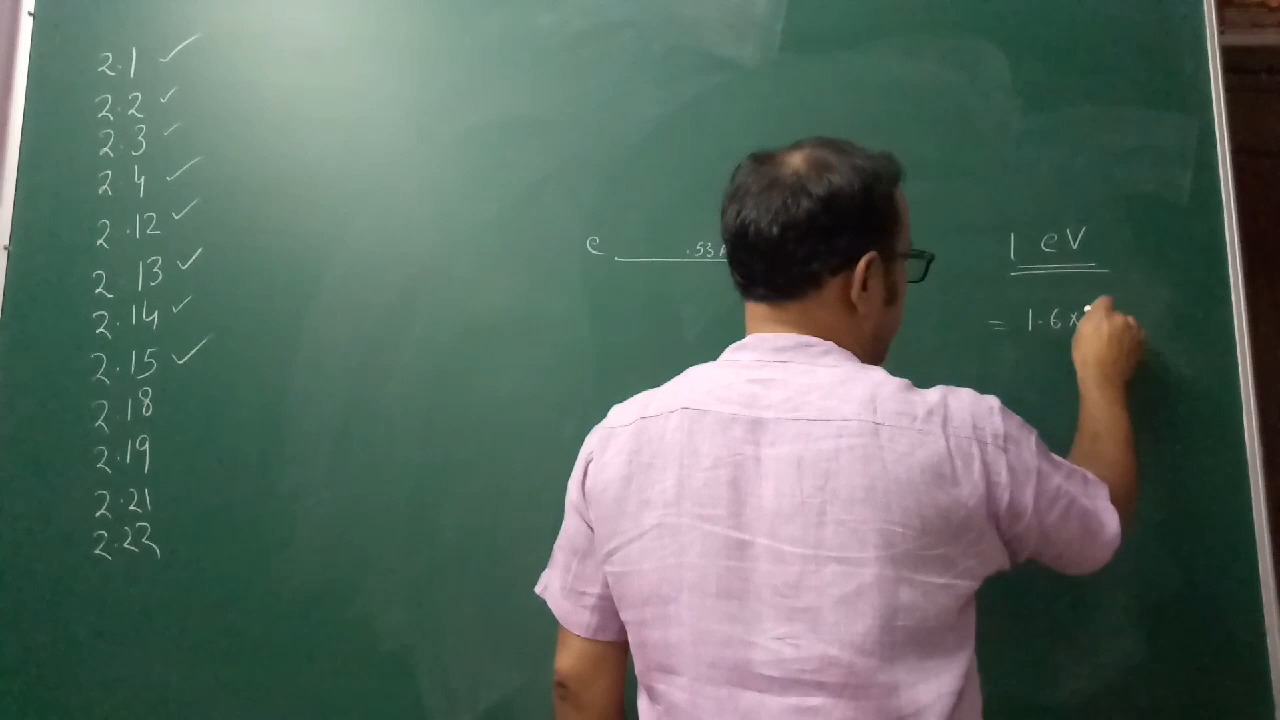 2.1 ✓
2.2 ✓
2.3 ✓
2 4 ✓
2.12 ✓
2.13 ✓
2.14 ✓
2.15 ✓
2.18
2.19
2.21
2.22
e .53
1 eV
= 1.6 x